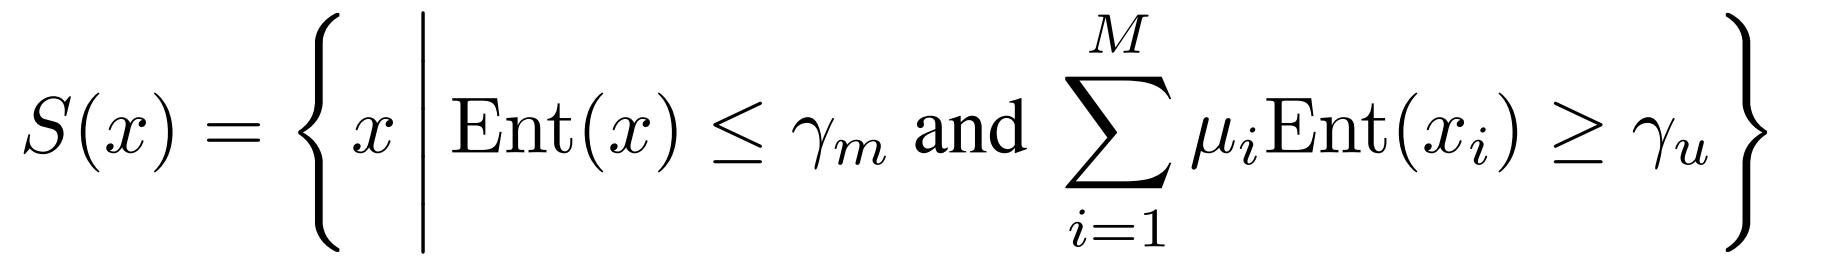 S(x) = { x | Ent(x) ≤ γ_m and ∑_{i=1}^{M} μ_i Ent(x_i) ≥ γ_u }